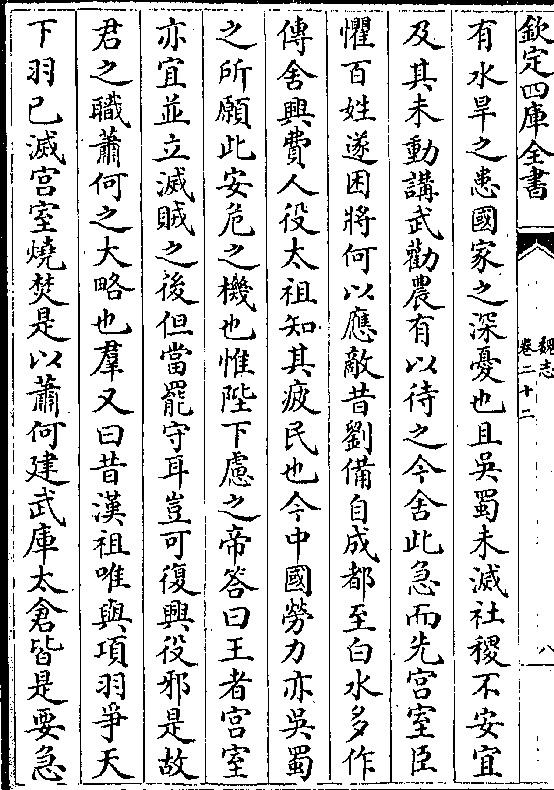 欽定四庫全書
魏志
卷二十二
八
有水旱之患國家之深憂也且吳蜀未滅社稷不安宜
及其未動講武勸農有以待之今舍此急而先宮室臣
懼百姓遂困將何以應敵昔劉備自成都至白水多作
傳舍興費人役太祖知其疲民也今中國勞力亦吳蜀
之所願此安危之機也惟陛下慮之帝答曰王者宮室
亦宜並立滅賊之後但當罷守耳豈可復興役邪是故
君之職蕭何之大略也羣又曰昔漢祖唯與項羽爭天
下羽已滅宮室燒焚是以蕭何建武庫太倉皆是要急